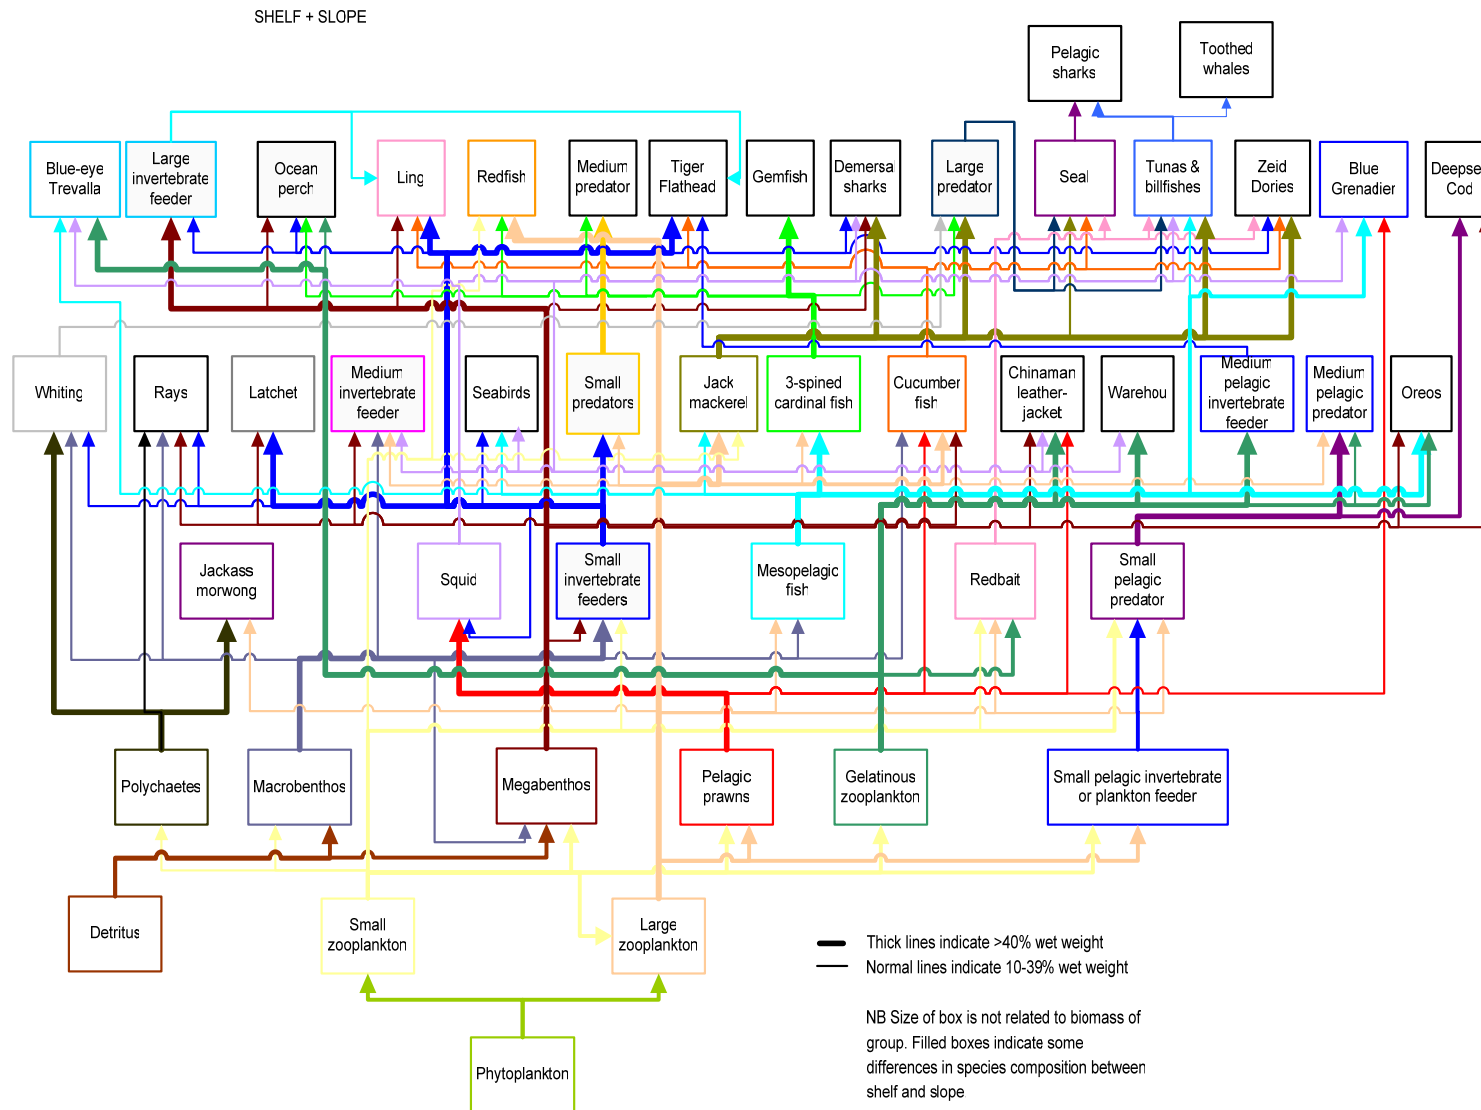 SHELF + SLOPE
Pelagic
sharks
Toothed
whales
Blue-eye
Trevalla
Large
invertebrate
feeder
Ocean
perch
Ling
Redfish
Medium
predator
Tiger
Flathead
Gemfish
Demersal
sharks
Large
predator
Seal
Tunas &
billfishes
Zeid
Dories
Blue
Grenadier
Deepse
Cod
Whiting
Rays
Latchet
Medium
invertebrate
feeder
Seabirds
Small
predators
Jack
mackerel
3-spined
cardinal fish
Cucumber
fish
Chinaman
leather-
jacket
Warehou
Medium
pelagic
invertebrate
feeder
Medium
pelagic
predator
Oreos
Jackass
morwong
Squid
Small
invertebrate
feeders
Mesopelagic
fish
Redbait
Small
pelagic
predator
Polychaetes
Macrobenthos
Megabenthos
Pelagic
prawns
Gelatinous
zooplankton
Small pelagic invertebrate
or plankton feeder
Detritus
Small
zooplankton
Large
zooplankton
Phytoplankton
Thick lines indicate >40% wet weight
Normal lines indicate 10-39% wet weight
NB Size of box is not related to biomass of
group. Filled boxes indicate some
differences in species composition between
shelf and slope